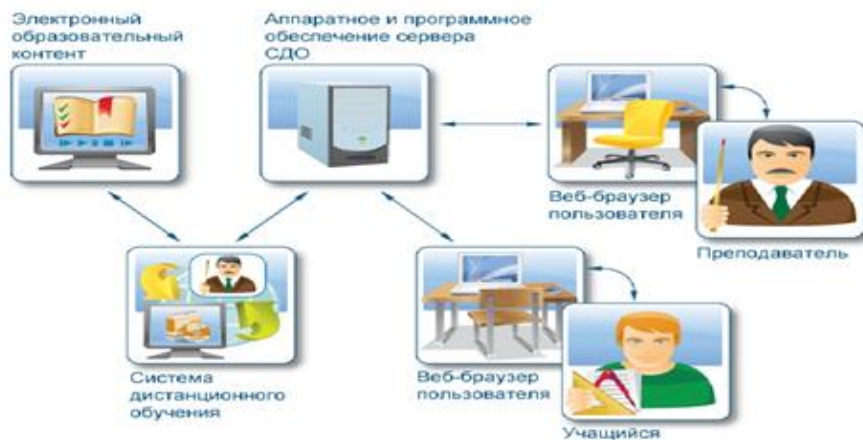 Электронный
образовательный
контент
Аппаратное и программное
обеспечение сервера
СДО
Веб-браузер
пользователя
Преподаватель
Система
дистанционного
обучения
Веб-браузер
пользователя
Учащийся